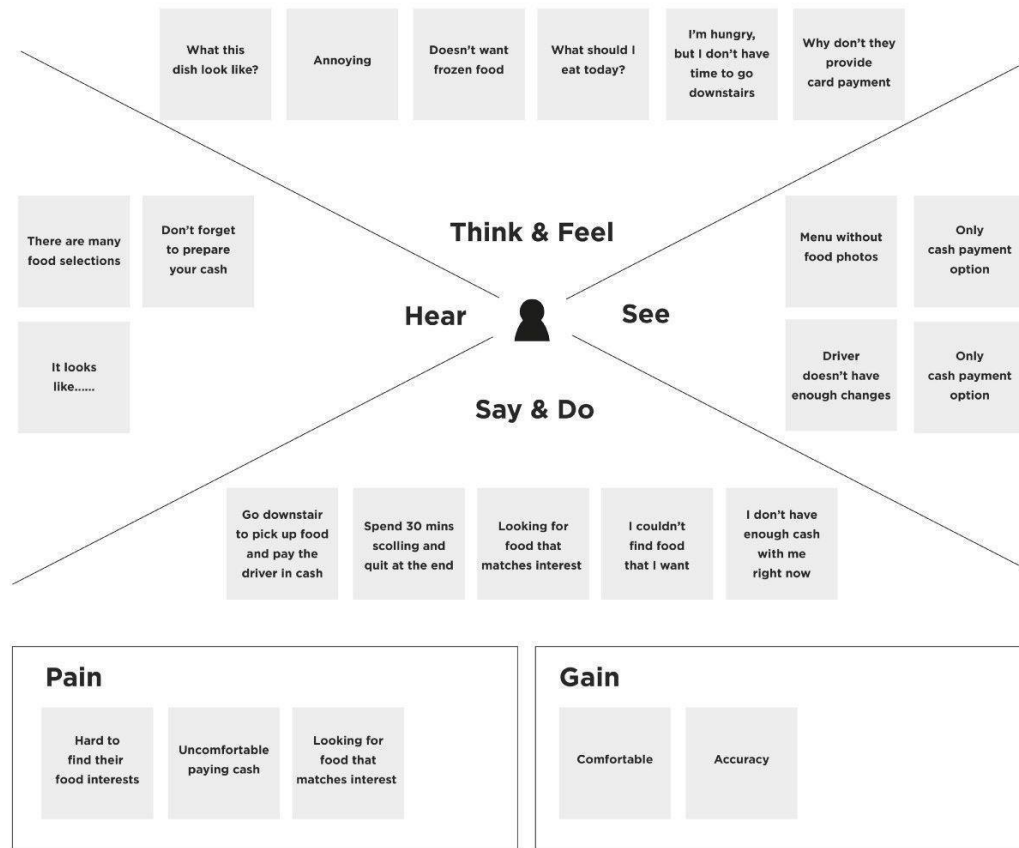 What this
dish look like?
Annoying
Doesn't want
frozen food
What should I
eat today?
I'm hungry,
but I don't have
time to go
downstairs
Why don't they
provide
card payment
Think & Feel
There are many
food selections
Don't forget
to prepare
your cash
It looks
like......
Hear
See
Menu without
food photos
Only
cash payment
option
Driver
doesn't have
enough changes
Only
cash payment
option
Say & Do
Go downstair
to pick up food
and pay the
driver in cash
Spend 30 mins
scolling and
quit at the end
Looking for
food that
matches interest
I couldn't
find food
that I want
I don't have
enough cash
with me
right now
Pain
Hard to
find their
food interests
Uncomfortable
paying cash
Looking for
food that
matches interest
Gain
Comfortable
Accuracy